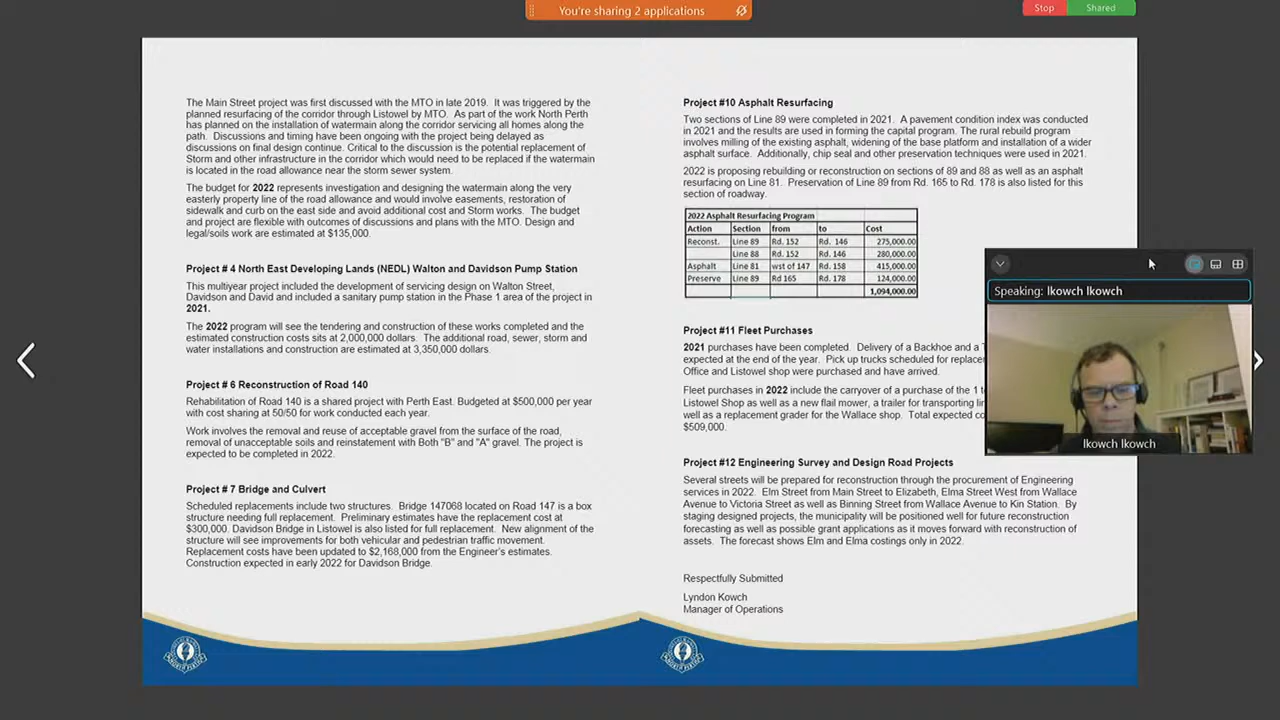 You're sharing 2 applications
Stop
Shared
The Main Street project was first discussed with the MTO in late 2019. It was triggered by the
planned resurfacing of the corridor through Listowel by MTO. As part of the work North Perth
has planned on the installation of watermain along the corridor servicing all homes along the
path. Discussions and timing have been ongoing with the project being delayed as
discussions on final design continue. Critical to the discussion is the potential replacement of
Storm and other infrastructure in the corridor which would need to be replaced if the watermain
is located in the road allowance near the storm sewer system.
The budget for 2022 represents investigation and designing the watermain along the very
easterly property line of the road allowance and would involve easements, restoration of
sidewalk and curb on the east side and avoid additional cost and Storm works. The budget
and project are flexible with outcomes of discussions and plans with the MTO. Design and
legal/soils work are estimated at $135,000.
Project # 4 North East Developing Lands (NEDL) Walton and Davidson Pump Station
This multiyear project included the development of servicing design on Walton Street,
Davidson and David and included a sanitary pump station in the Phase 1 area of the project in
2021.
The 2022 program will see the tendering and construction of these works completed and the
estimated construction costs sits at 2,000,000 dollars. The additional road, sewer, storm and
water installations and construction are estimated at 3,350,000 dollars.
Project # 6 Reconstruction of Road 140
Rehabilitation of Road 140 is a shared project with Perth East. Budgeted at $500,000 per year
with cost sharing at 50/50 for work conducted each year.
Work involves the removal and reuse of acceptable gravel from the surface of the road,
removal of unacceptable soils and reinstatement with Both "B" and "A" gravel. The project is
expected to be completed in 2022.
Project # 7 Bridge and Culvert
Scheduled replacements include two structures. Bridge 147068 located on Road 147 is a box
structure needing full replacement. Preliminary estimates have the replacement cost at
$300,000. Davidson Bridge in Listowel is also listed for full replacement. New alignment of the
structure will see improvements for both vehicular and pedestrian traffic movement.
Replacement costs have been updated to $2,168,000 from the Engineer's estimates.
Construction expected in early 2022 for Davidson Bridge.
Project #10 Asphalt Resurfacing
Two sections of Line 89 were completed in 2021. A pavement condition index was conducted
in 2021 and the results are used in forming the capital program. The rural rebuild program
involves milling of the existing asphalt, widening of the base platform and installation of a wider
asphalt surface. Additionally, chip seal and other preservation techniques were used in 2021.
2022 is proposing rebuilding or reconstruction on sections of 89 and 88 as well as an asphalt
resurfacing on Line 81. Preservation of Line 89 from Rd. 165 to Rd. 178 is also listed for this
section of roadway.
2022 Asphalt Resurfacing Program
Action Section from to Cost
Reconst. Line 89 Rd. 152 Rd. 146 275,000.00
Line 88 Rd. 152 Rd. 146 280,000.00
Asphalt Line 81 wst of 147 Rd. 158 415,000.00
Preserve Line 89 Rd 165 Rd. 178 124,000.00
1,094,000.00
Project #11 Fleet Purchases
2021 purchases have been completed. Delivery of a Backhoe and a
expected at the end of the year. Pick up trucks scheduled for
Office and Listowel shop were purchased and have arrived.
Fleet purchases in 2022 include the carryover of a purchase of the 1
Listowel Shop as well as a new flail mower, a trailer for transporting
well as a replacement grader for the Wallace shop. Total expected
$509,000.
Project #12 Engineering Survey and Design Road Projects
Several streets will be prepared for reconstruction through the procurement of Engineering
services in 2022. Elm Street from Main Street to Elizabeth, Elma Street West from Wallace
Avenue to Victoria Street as well as Binning Street from Wallace Avenue to Kin Station. By
staging designed projects, the municipality will be positioned well for future reconstruction
forecasting as well as possible grant applications as it moves forward with reconstruction of
assets. The forecast shows Elm and Elma costings only in 2022.
Respectfully Submitted
Lyndon Kowch
Manager of Operations
Speaking: lkowch lkowch
lkowch lkowch